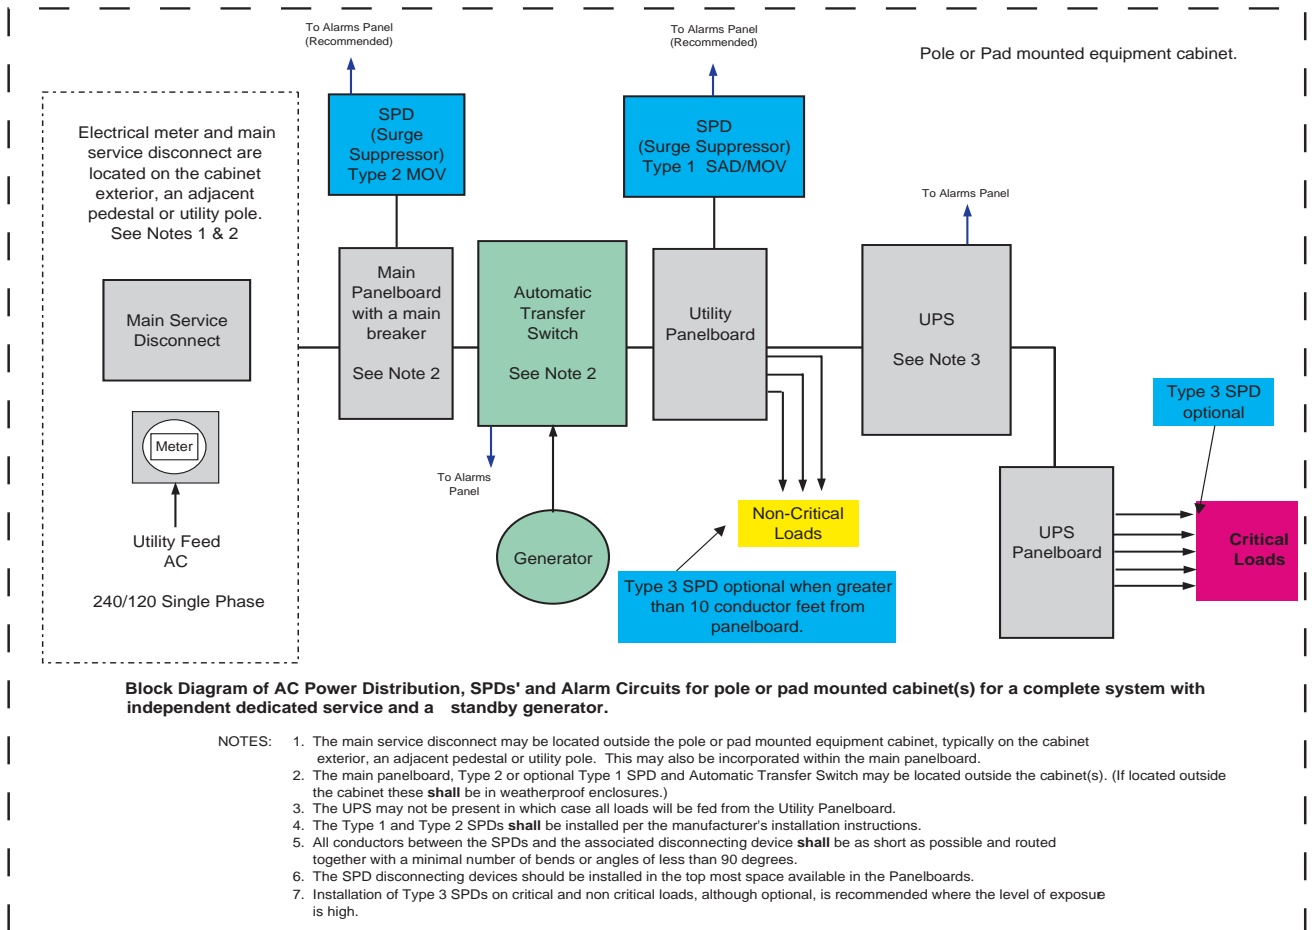 To Alarms Panel
(Recommended)
To Alarms Panel
(Recommended)
Pole or Pad mounted equipment cabinet.
SPD
(Surge
Suppressor)
Type 2 MOV
SPD
(Surge Suppressor)
Type 1 SAD/MOV
Electrical meter and main
service disconnect are
located on the cabinet
exterior, an adjacent
pedestal or utility pole.
See Notes 1 & 2
To Alarms Panel
Main Service
Disconnect
Main
Panelboard
with a main
breaker
See Note 2
Automatic
Transfer
Switch
See Note 2
Utility
Panelboard
UPS
See Note 3
Type 3 SPD
optional
Meter
To Alarms
Panel
Utility Feed
AC
240/120 Single Phase
Generator
Non-Critical
Loads
Type 3 SPD optional when greater
than 10 conductor feet from
panelboard.
UPS
Panelboard
Critical
Loads
Block Diagram of AC Power Distribution, SPDs' and Alarm Circuits for pole or pad mounted cabinet(s) for a complete system with
independent dedicated service and a standby generator.
NOTES: 1. The main service disconnect may be located outside the pole or pad mounted equipment cabinet, typically on the cabinet
exterior, an adjacent pedestal or utility pole. This may also be incorporated within the main panelboard.
2. The main panelboard, Type 2 or optional Type 1 SPD and Automatic Transfer Switch may be located outside the cabinet(s). (If located outside
the cabinet these shall be in weatherproof enclosures.)
3. The UPS may not be present in which case all loads will be fed from the Utility Panelboard.
4. The Type 1 and Type 2 SPDs shall be installed per the manufacturer's installation instructions.
5. All conductors between the SPDs and the associated disconnecting device shall be as short as possible and routed
together with a minimal number of bends or angles of less than 90 degrees.
6. The SPD disconnecting devices should be installed in the top most space available in the Panelboards.
7. Installation of Type 3 SPDs on critical and non critical loads, although optional, is recommended where the level of exposure
is high.